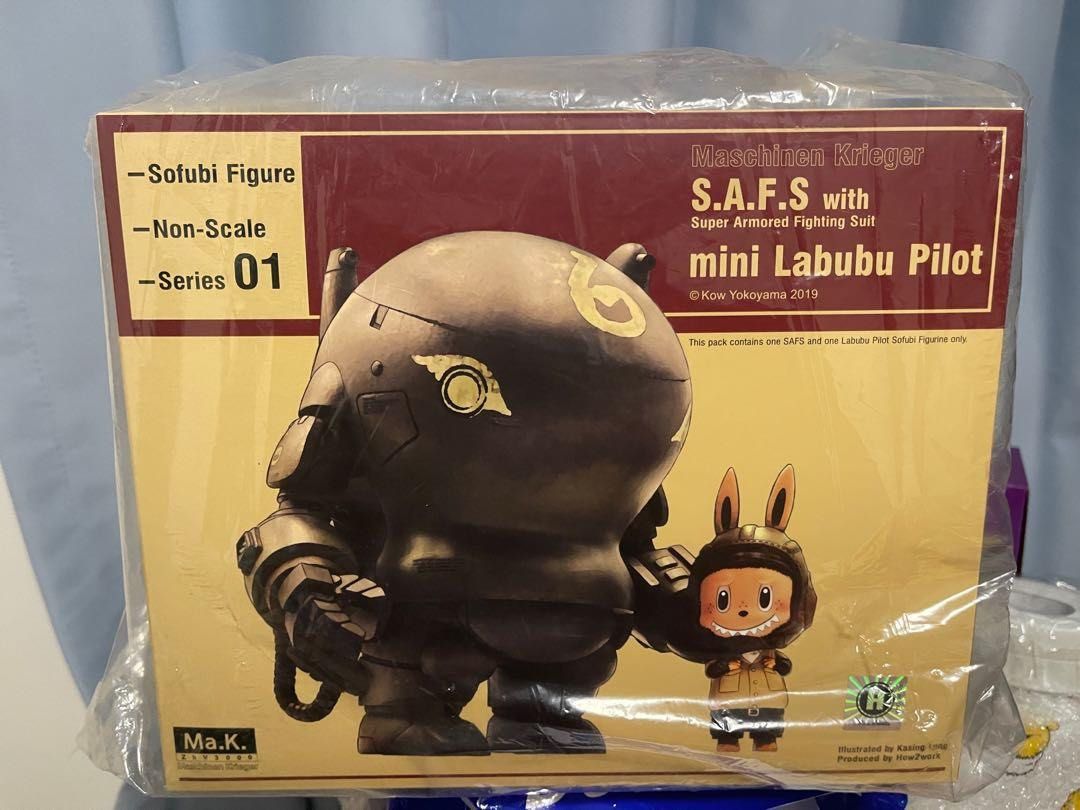 –Sofubi Figure
–Non-Scale
–Series 01
Maschinen Krieger
S.A.F.S with
Super Armored Fighting Suit
mini Labubu Pilot
© Kow Yokoyama 2019
This pack contains one SAFS and one Labubu Pilot Sofubi Figurine only.
6
H
Ma.K.
ZbV3000
Maschinen Krieger
Illustrated by Kasing Lung
Produced by How2work